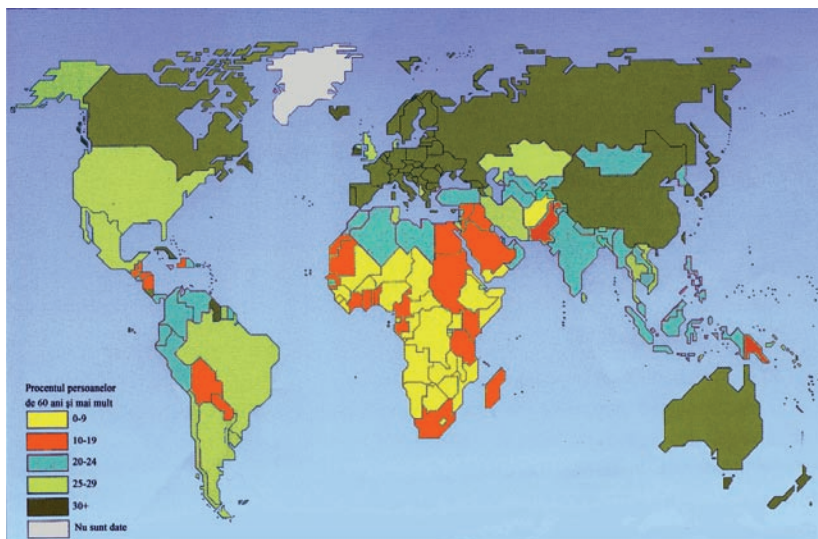 Procentul persoanelor
de 60 ani și mai mult
0-9
10-19
20-24
25-29
30+
Nu sunt date